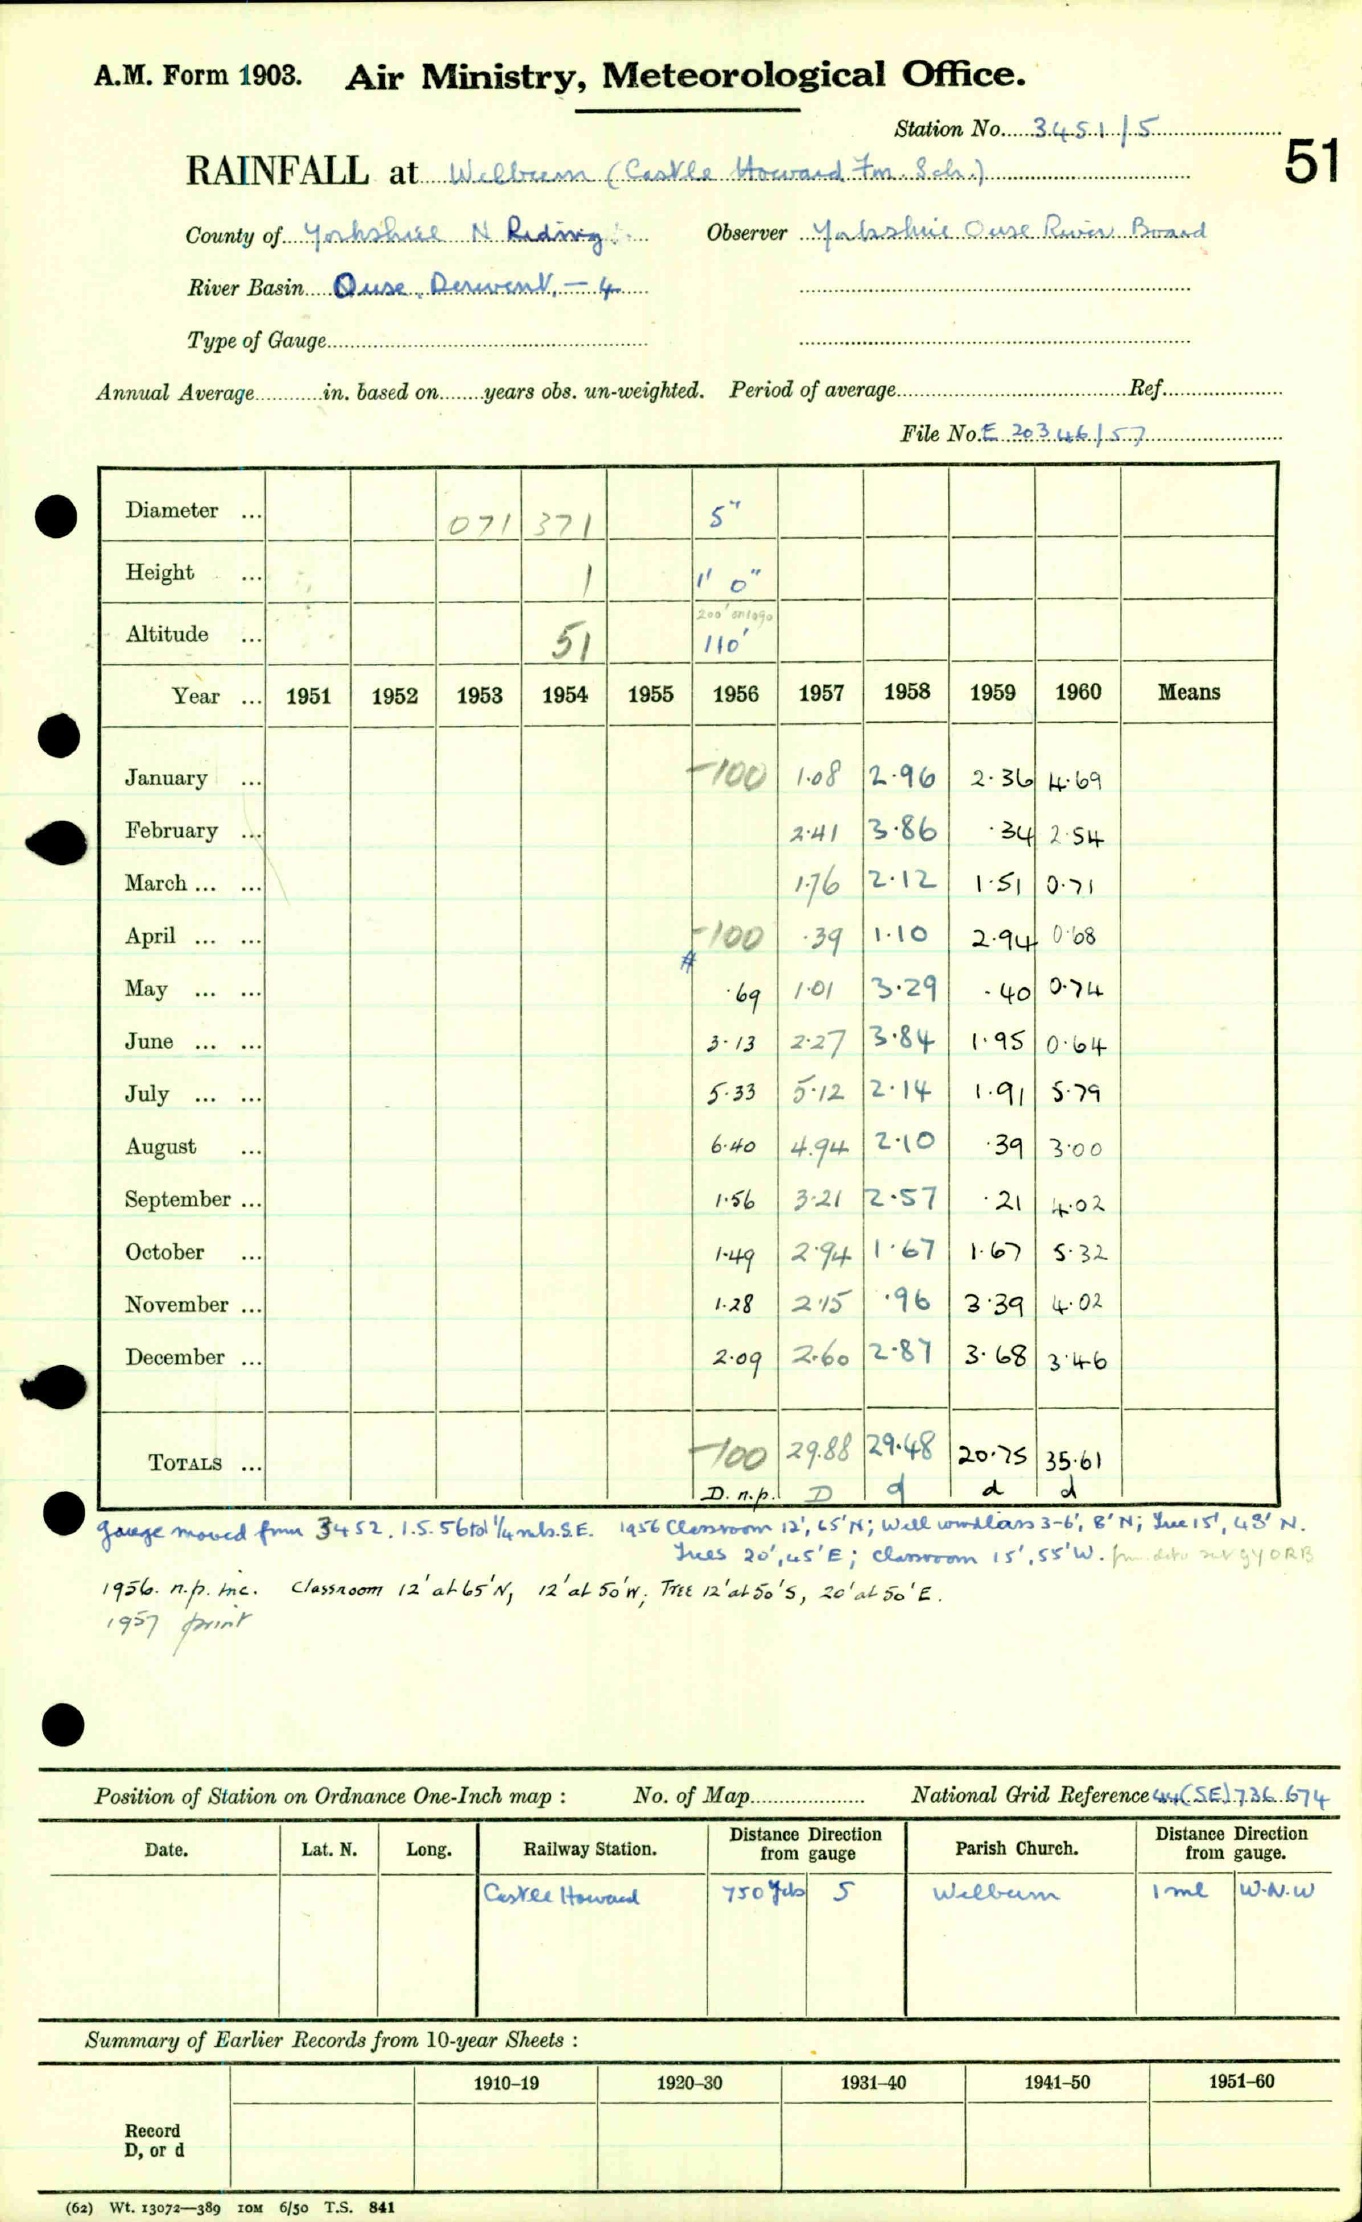 A.M. Form 1903. Air Ministry, Meteorological Office.
Station No. 3451/5
51
RAINFALL at Welburn (Castle Howard Fm. Sch.)
County of Yorkshire N Riding Observer Yorkshire Ouse River Board
River Basin Ouse, Derwent, - 4
Type of Gauge
Annual Average in. based on years obs. un-weighted. Period of average Ref.
File No. E 20346/57
Diameter ... 071 371 5"
Height ... 1 1' 0"
200' on 1090
Altitude ... 51 110'
Year ... 1951 1952 1953 1954 1955 1956 1957 1958 1959 1960 Means
January ... -100 1.08 2.96 2.36 4.69
February ... 2.41 3.86 .34 2.54
March ... ... 1.76 2.12 1.51 0.71
April ... ... -100 .39 1.10 2.94 0.68
#
May ... ... .69 1.01 3.29 .40 0.74
June ... ... 3.13 2.27 3.84 1.95 0.64
July ... ... 5.33 5.12 2.14 1.91 5.79
August ... 6.40 4.94 2.10 .39 3.00
September ... 1.56 3.21 2.57 .21 4.02
October ... 1.49 2.94 1.67 1.67 5.32
November ... 1.28 2.15 .96 3.39 4.02
December ... 2.09 2.60 2.87 3.68 3.46
TOTALS ... -100 29.88 29.48 20.75 35.61
D. n.p. D d d d
gauge moved from 3452. 1.5.56 1/4 mls. S.E. 1956 Classroom 12', 65'N; Well windlass 3-6', 8'N; Tree 15', 48'N.
Trees 20', 45'E; classroom 15', 55'W. YORB
1956. n.p. inc. Classroom 12' at 65'N, 12' at 50'W; Tree 12' at 50'S, 20' at 50'E.
1957 print
Position of Station on Ordnance One-Inch map : No. of Map National Grid Reference 44(SE)736 674
Date. Lat. N. Long. Railway Station. Distance from Direction gauge Parish Church. Distance from Direction gauge.
Castle Howard 750 yds S Welburn 1 ml W.N.W
Summary of Earlier Records from 10-year Sheets :
1910-19 1920-30 1931-40 1941-50 1951-60
Record
D, or d
(62) Wt. 13072—389 10M 6/50 T.S. 841